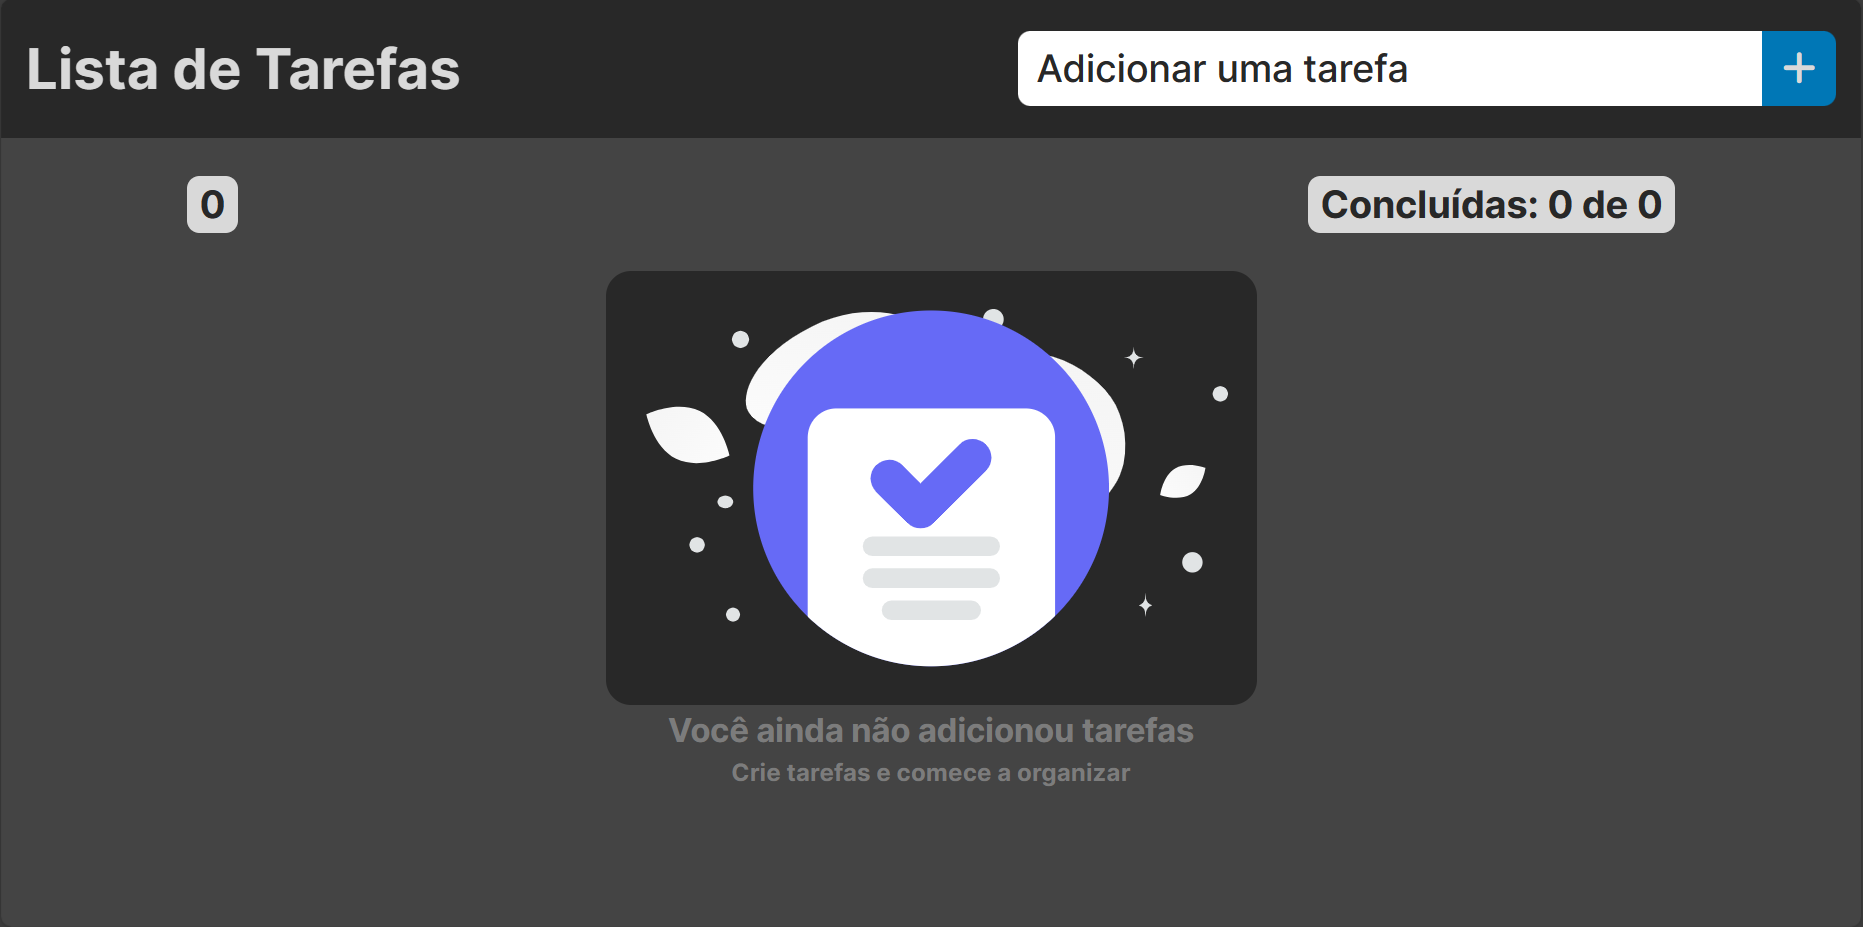 Lista de Tarefas
Adicionar uma tarefa
0
Concluídas: 0 de 0
Você ainda não adicionou tarefas
Crie tarefas e comece a organizar